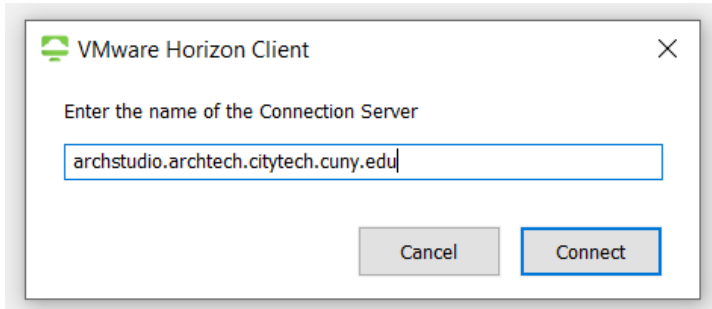 VMware Horizon Client
Enter the name of the Connection Server
archstudio.archtech.citytech.cuny.edu
Cancel Connect